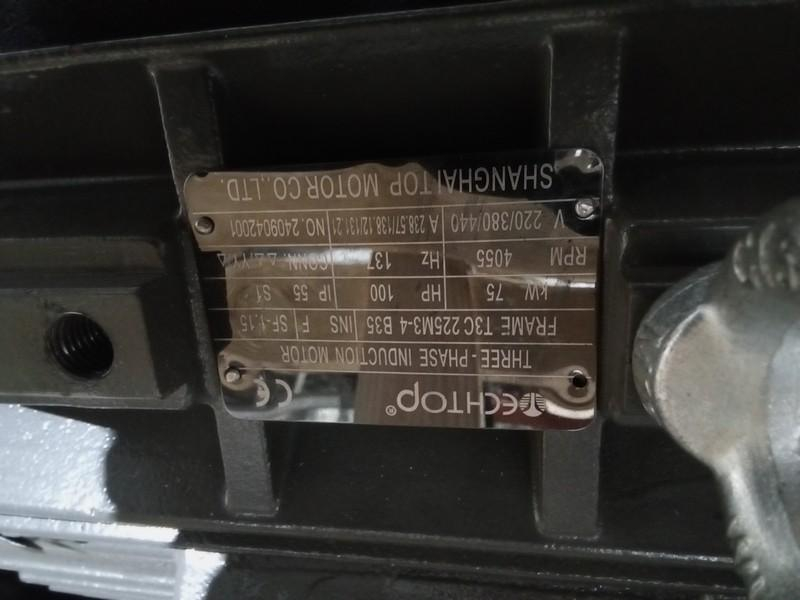 TECHTOP® CE
THREE - PHASE INDUCTION MOTOR
FRAME T3C 225M3-4 B35 INS F SF-1.15
kW 75 HP 100 IP 55 S1
RPM 4055 Hz 137 CONN.
V 220/380/440 A 238.57/138.12/131.21 NO. 2409042001
SHANGHAI TOP MOTOR CO.,LTD.